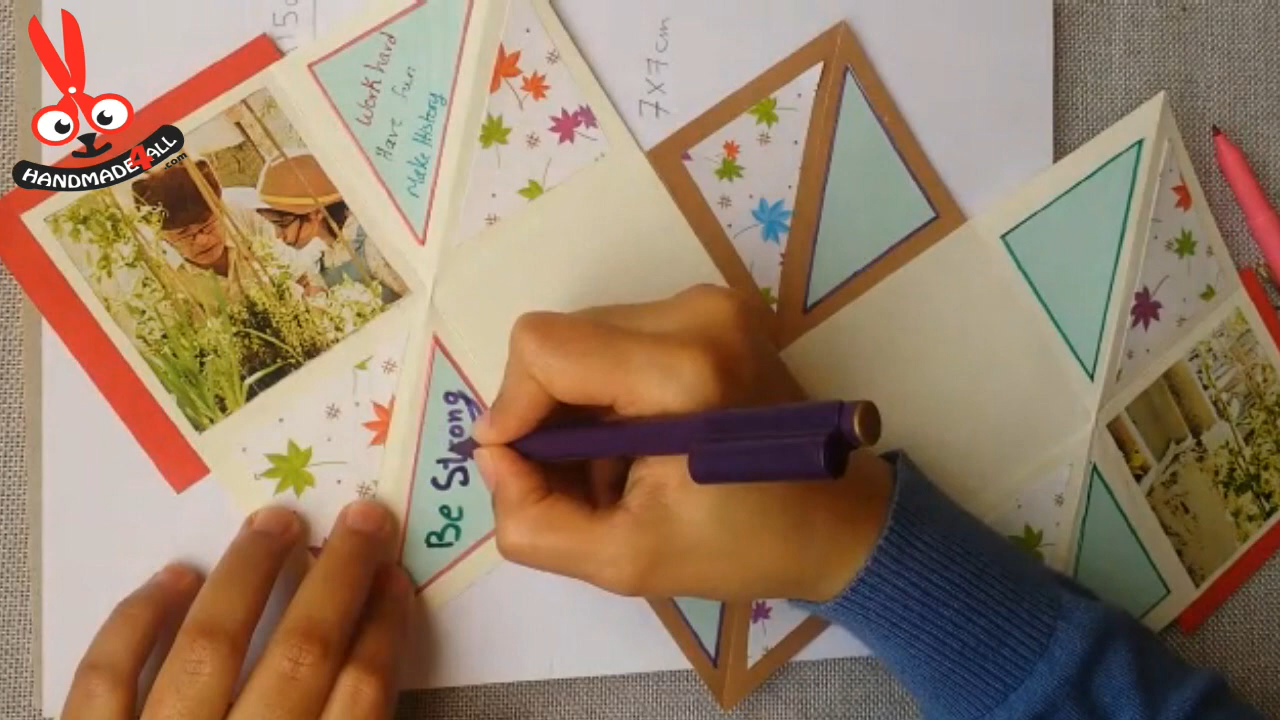 HANDMADE4ALL
.com
Work hard
Have fun
Make History
7x7cm
Be Strong